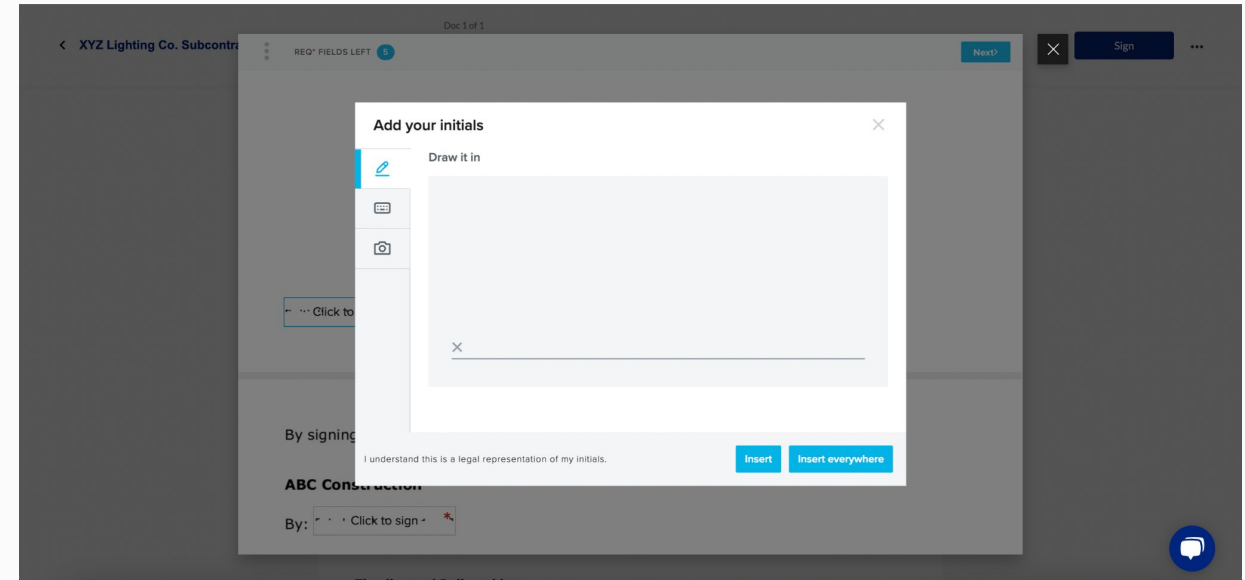 Doc 1 of 1
XYZ Lighting Co. Subcontra
REQ* FIELDS LEFT 5
Next>
Sign
Add your initials
Draw it in
Click to
By signing
I understand this is a legal representation of my initials.
Insert
Insert everywhere
ABC Construction
By: Click to sign *